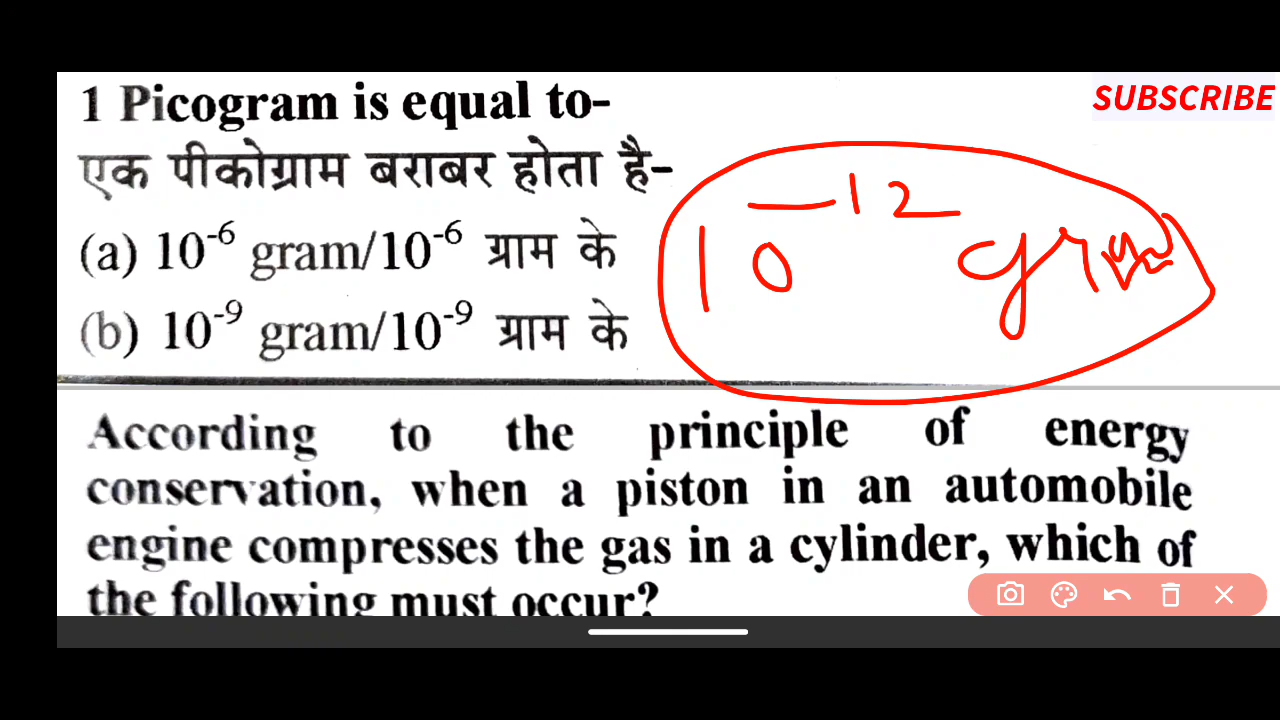 1 Picogram is equal to-
SUBSCRIBE
एक पीकोग्राम बराबर होता है-
(a) 10⁻⁶ gram/10⁻⁶ ग्राम के
(b) 10⁻⁹ gram/10⁻⁹ ग्राम के
10⁻¹² gram
According to the principle of energy
conservation, when a piston in an automobile
engine compresses the gas in a cylinder, which of
the following must occur?